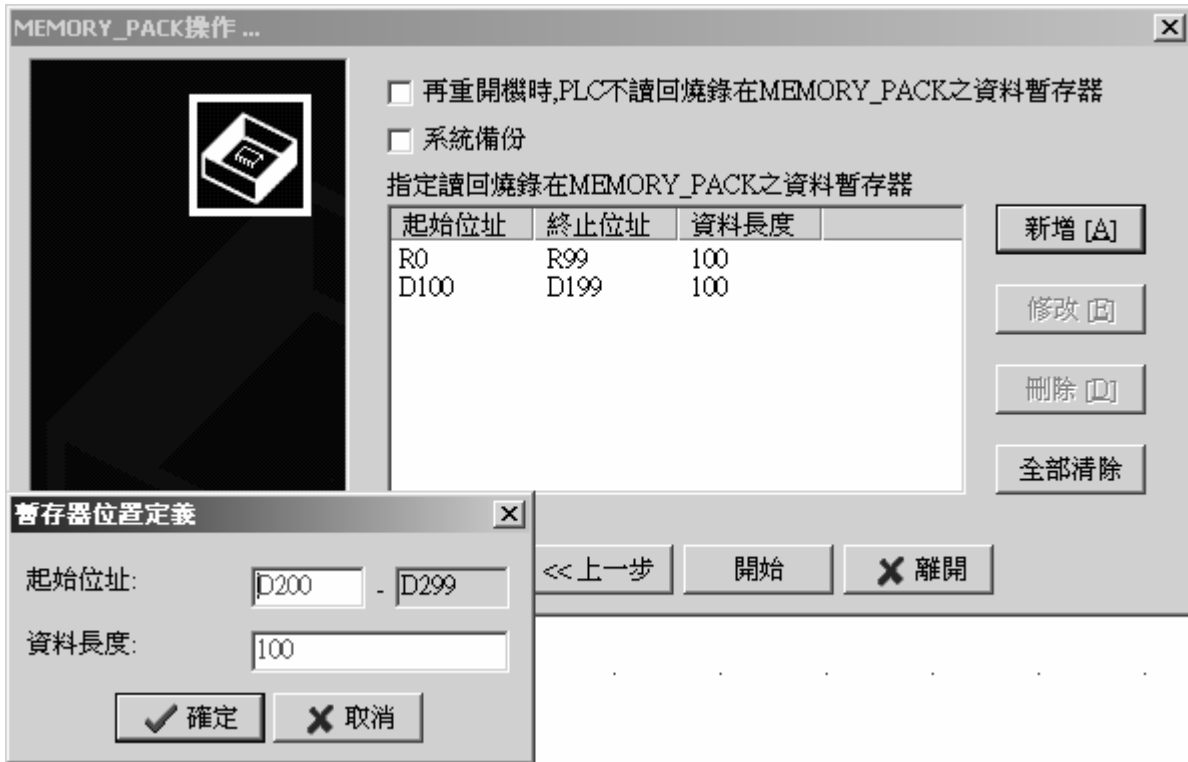 MEMORY_PACK操作 ...
再重開機時,PLC不讀回燒錄在MEMORY_PACK之資料暫存器
系統備份
指定讀回燒錄在MEMORY_PACK之資料暫存器
起始位址 終止位址 資料長度
R0 R99 100
D100 D199 100
新增 [A]
修改 [E]
刪除 [D]
全部清除
<<上一步 開始 離開
暫存器位置定義
起始位址: D200 - D299
資料長度: 100
確定 取消